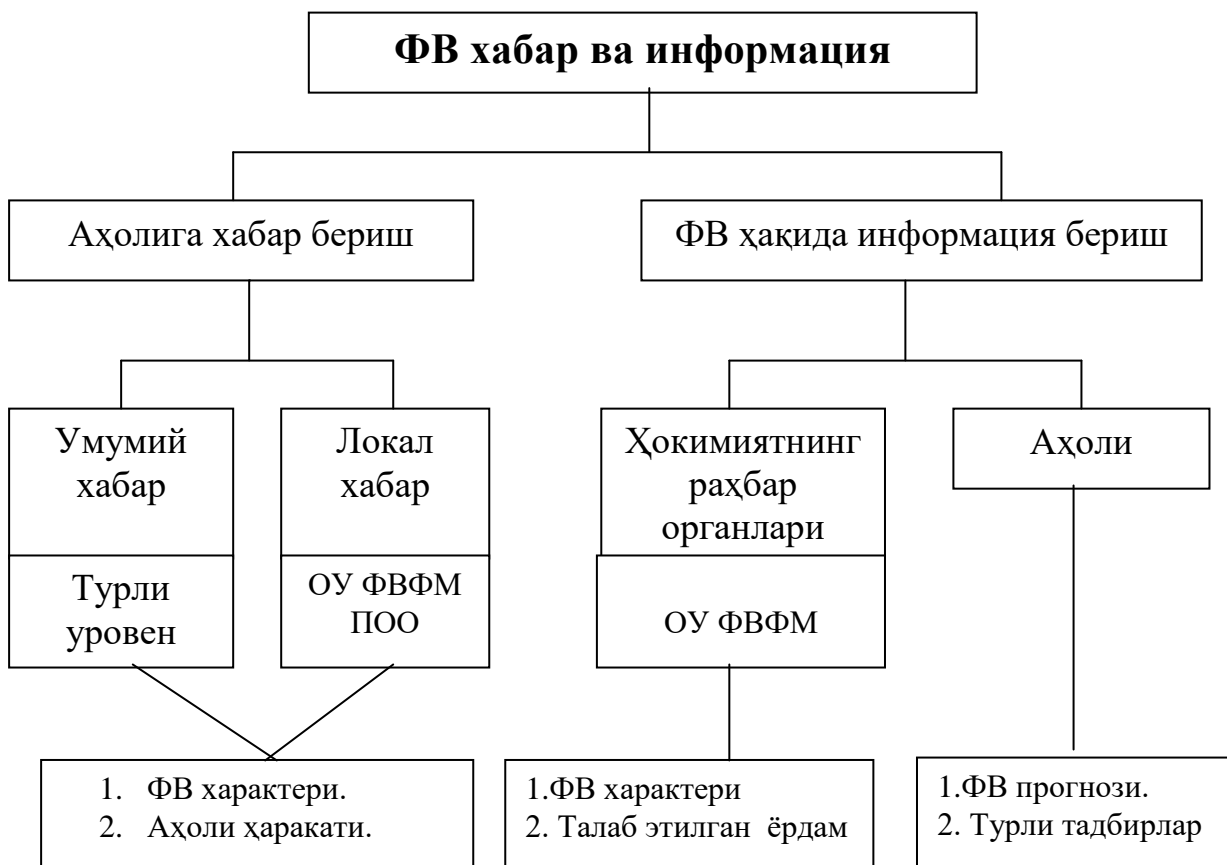 ФВ хабар ва информация
Аҳолига хабар бериш
ФВ ҳақида информация бериш
Умумий
хабар
Локал
хабар
Ҳокимиятнинг
раҳбар
органлари
Аҳоли
Турли
уровен
ОУ ФВФМ
ПОО
ОУ ФВФМ
1. ФВ характери.
2. Аҳоли ҳаракати.
1.ФВ характери
2. Талаб этилган ёрдам
1.ФВ прогнози.
2. Турли тадбирлар